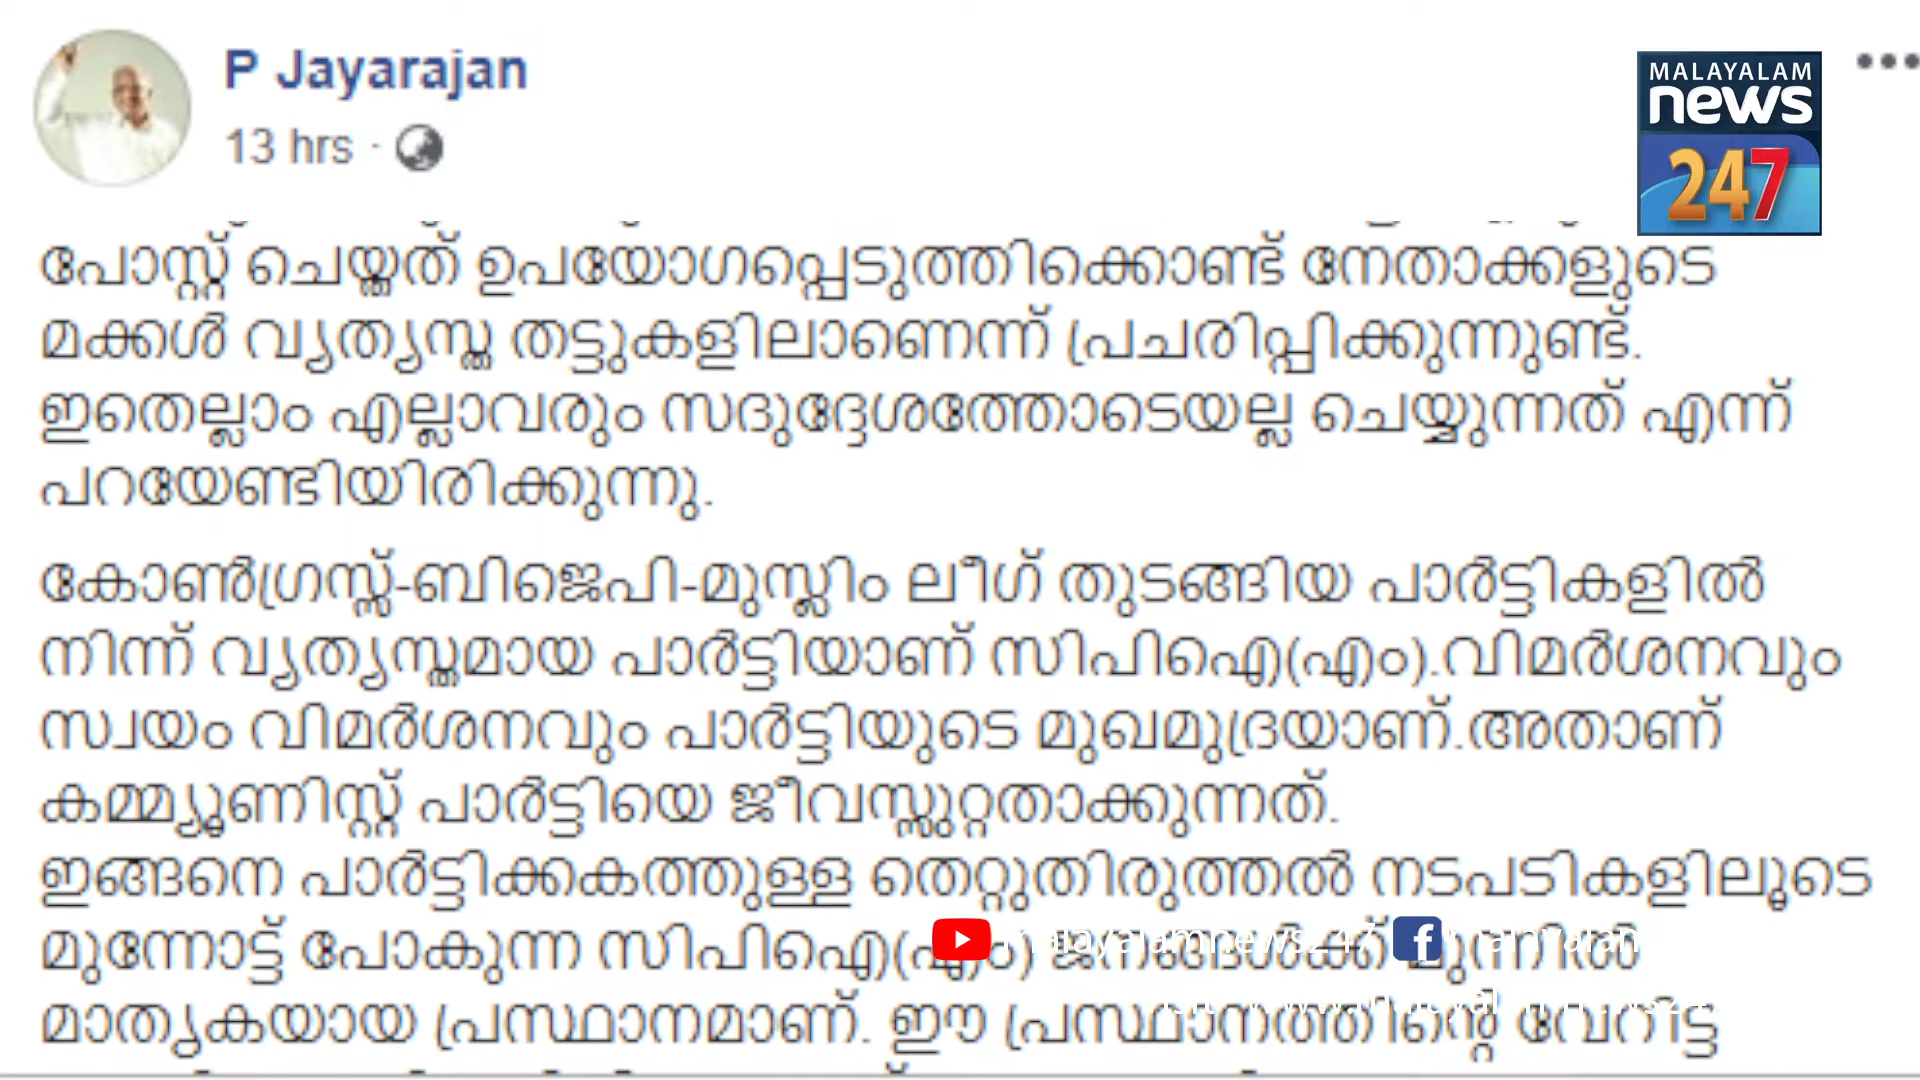 P Jayarajan
13 hrs ·
MALAYALAM
news
247
പോസ്റ്റ് ചെയ്തത് ഉപയോഗപ്പെടുത്തിക്കൊണ്ട് നേതാക്കളുടെ
മക്കൾ വ്യത്യസ്ത തട്ടുകളിലാണെന്ന് പ്രചരിപ്പിക്കുന്നുണ്ട്.
ഇതെല്ലാം എല്ലാവരും സദുദ്ദേശത്തോടെയല്ല ചെയ്യുന്നത് എന്ന്
പറയേണ്ടിയിരിക്കുന്നു.
കോൺഗ്രസ്സ്-ബിജെപി-മുസ്ലിം ലീഗ് തുടങ്ങിയ പാർട്ടികളിൽ
നിന്ന് വ്യത്യസ്തമായ പാർട്ടിയാണ് സിപിഐ(എം).വിമർശനവും
സ്വയം വിമർശനവും പാർട്ടിയുടെ മുഖമുദ്രയാണ്.അതാണ്
കമ്മ്യൂണിസ്റ്റ് പാർട്ടിയെ ജീവസ്സുറ്റതാക്കുന്നത്.
ഇങ്ങനെ പാർട്ടിക്കകത്തുള്ള തെറ്റുതിരുത്തൽ നടപടികളിലൂടെ
മുന്നോട്ട് പോകുന്ന സിപിഐ(എം) ജനങ്ങൾക്ക് മുന്നിൽ
malayalamnews247
മാതൃകയായ പ്രസ്ഥാനമാണ്. ഈ പ്രസ്ഥാനത്തിന്റെ വേറിട്ട